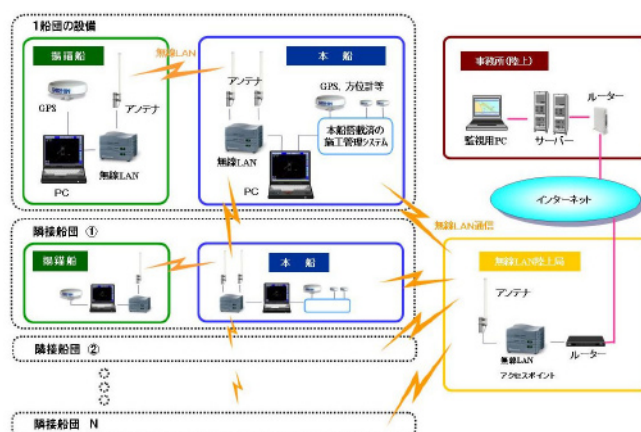 1船団の設備
揚錨船
GPS
アンテナ
PC
無線LAN
無線LAN
本 船
アンテナ
GPS、方位計等
本船搭載済の
施工管理システム
無線LAN
PC
事務所(陸上)
監視用PC
サーバー
ルーター
インターネット
無線LAN通信
無線LAN陸上局
アンテナ
無線LAN
アクセスポイント
ルーター
隣接船団 ①
揚錨船
本 船
隣接船団 ②
隣接船団 N